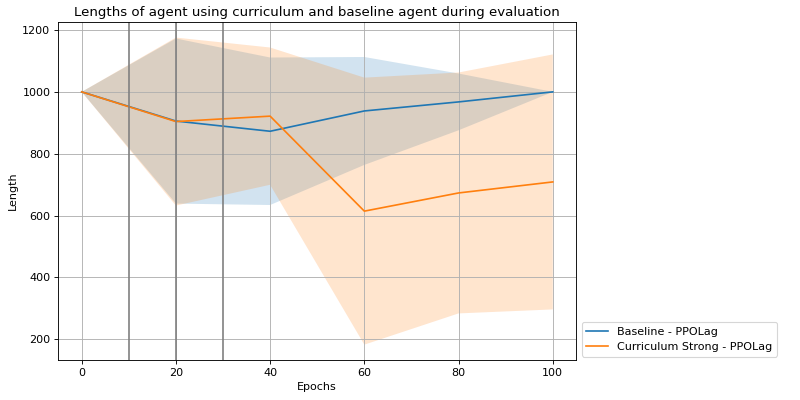 Lengths of agent using curriculum and baseline agent during evaluation
1200
1000
800
600
400
200
Length
0 20 40 60 80 100
Epochs
Baseline - PPOLag
Curriculum Strong - PPOLag